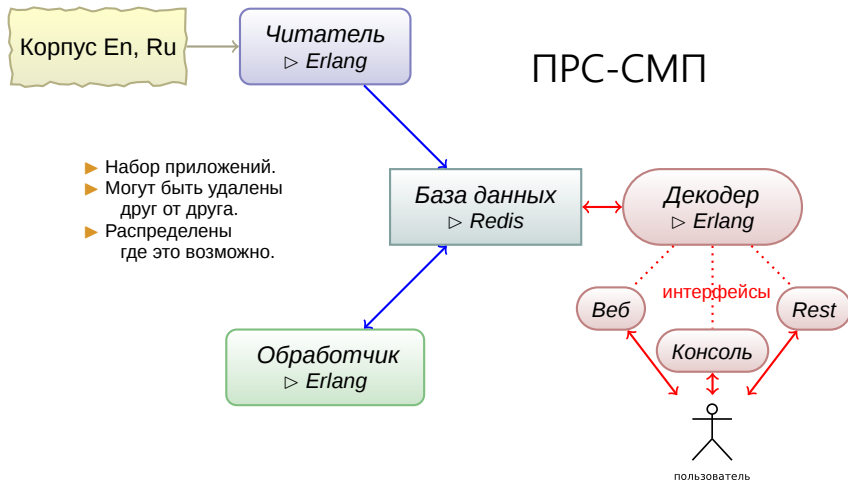 Корпус En, Ru
Читатель
▷ Erlang
ПРС-СМП
▶ Набор приложений.
▶ Могут быть удалены
друг от друга.
▶ Распределены
где это возможно.
База данных
▷ Redis
Декодер
▷ Erlang
интерфейсы
Веб
Rest
Консоль
Обработчик
▷ Erlang
пользователь